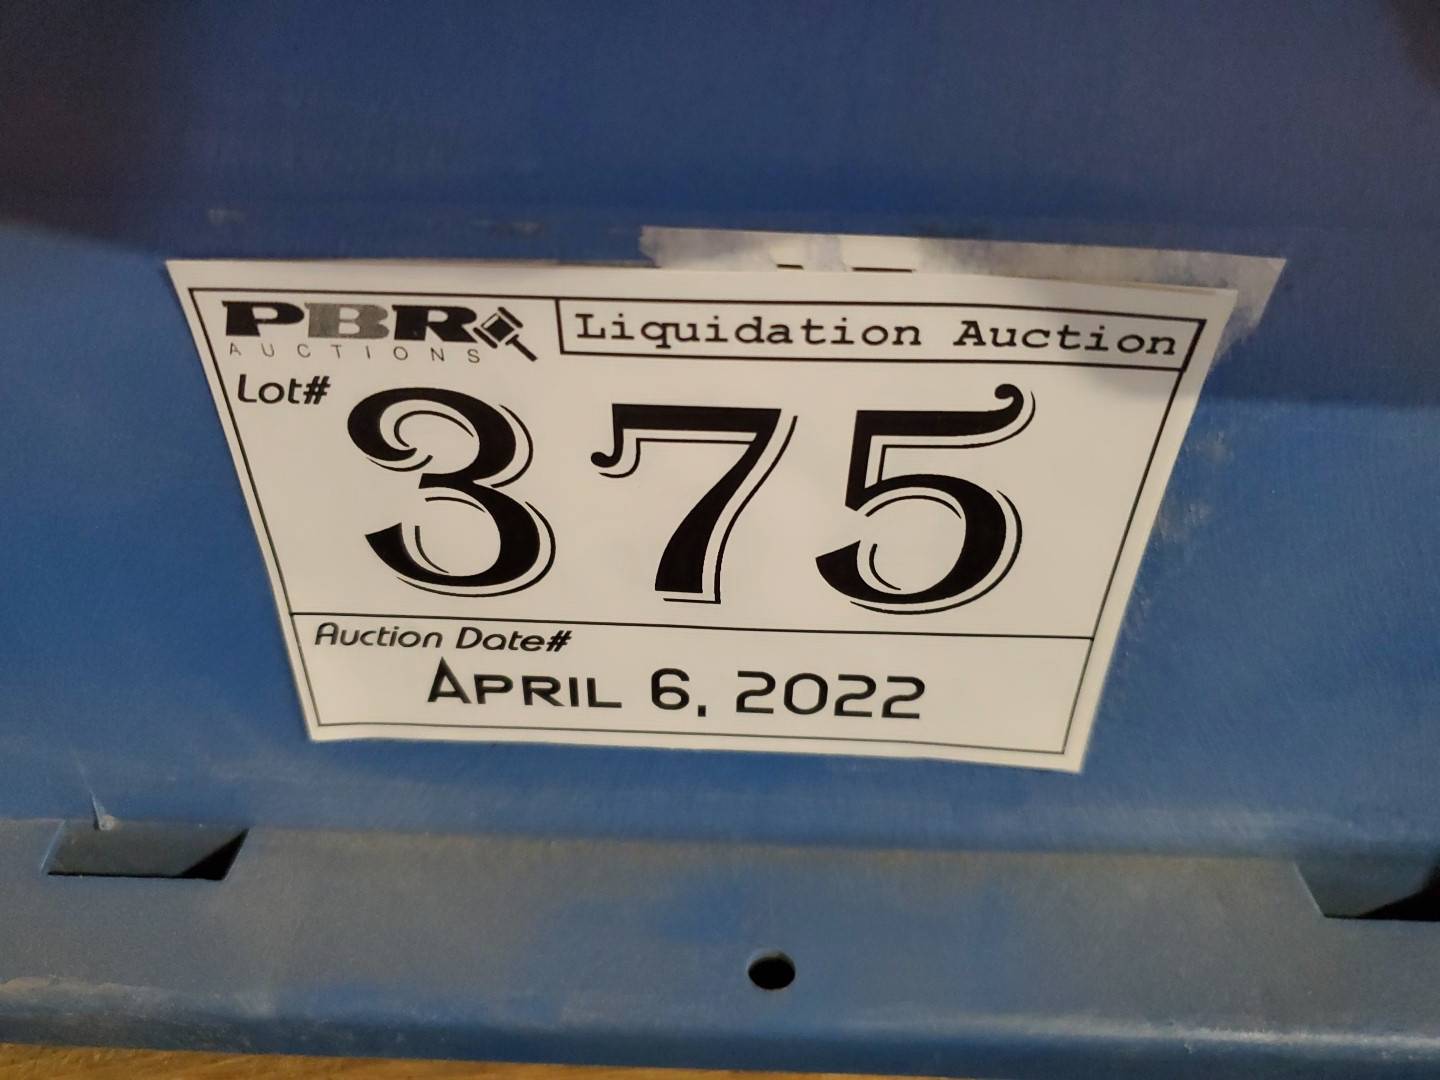 PBR
AUCTIONS
Liquidation Auction
Lot#
375
Auction Date#
April 6, 2022